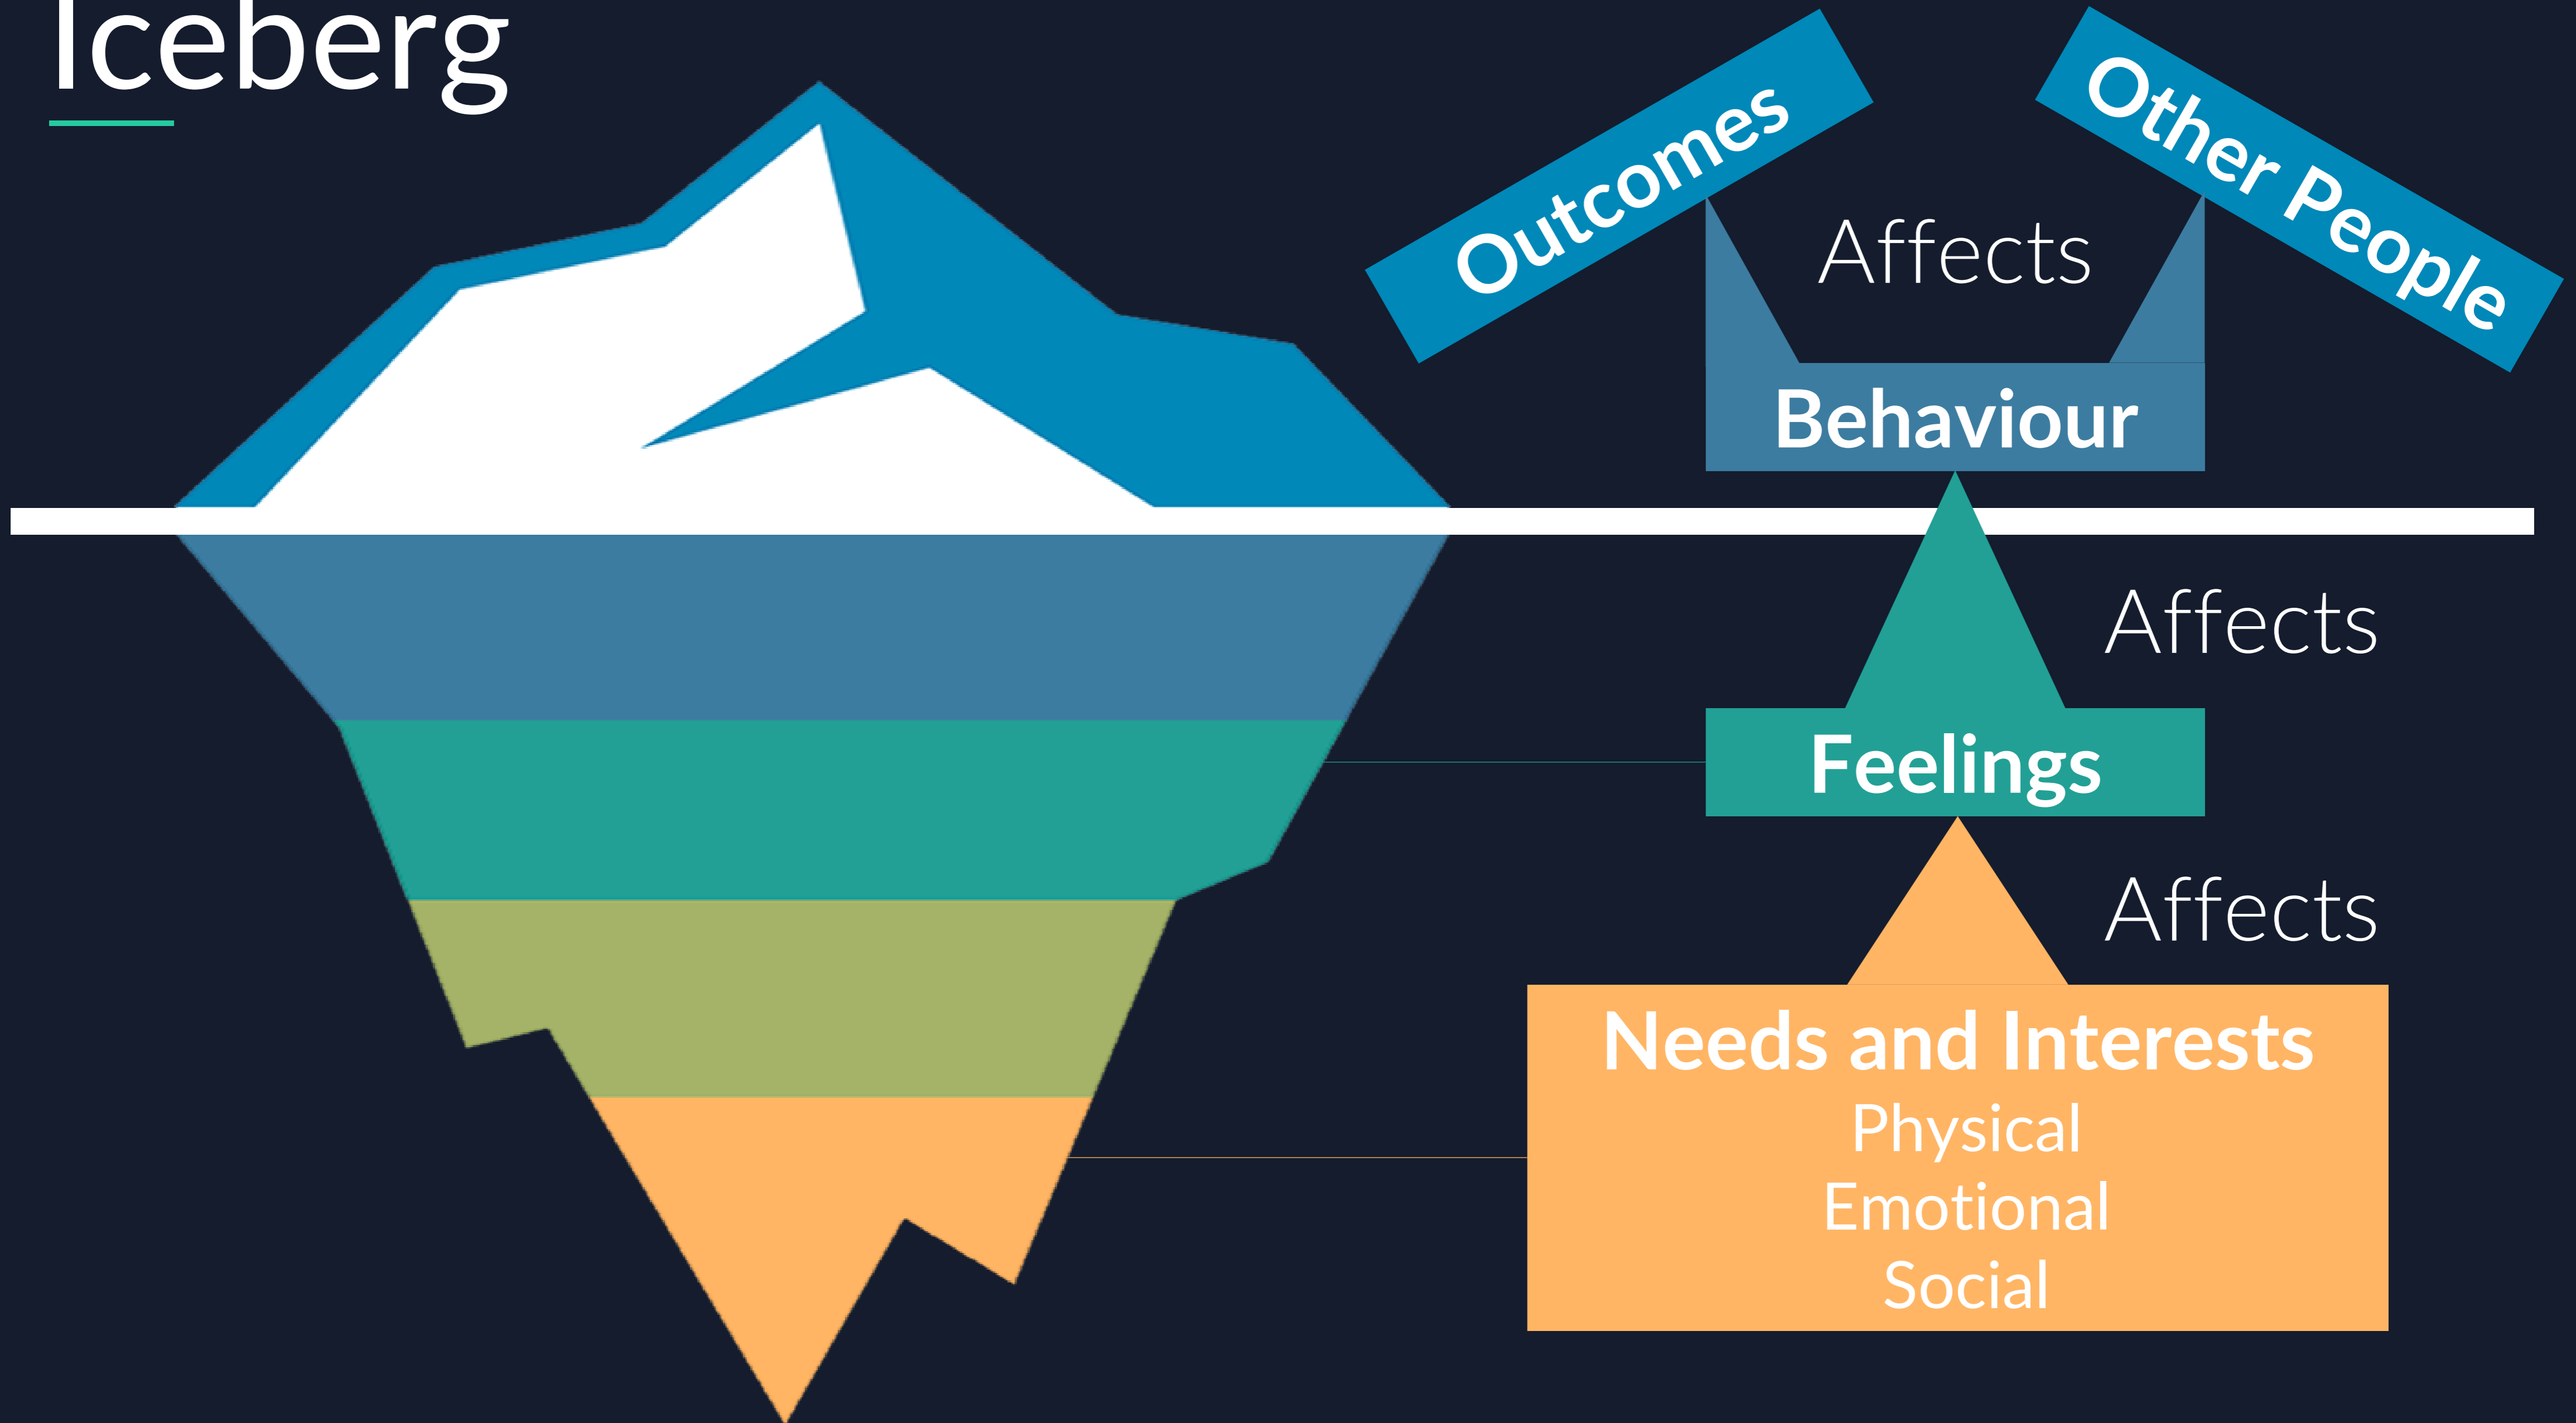 Iceberg
Outcomes
Other People
Affects
Behaviour
Affects
Feelings
Affects
Needs and Interests
Physical
Emotional
Social